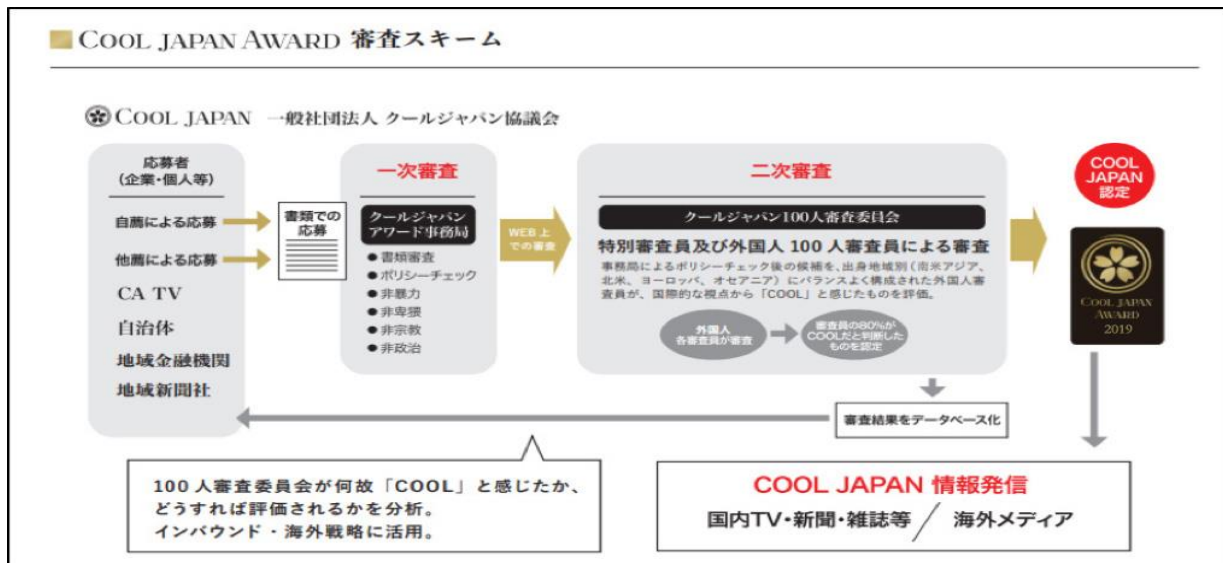 COOL JAPAN AWARD 審査スキーム
COOL JAPAN 一般社団法人 クールジャパン協議会
応募者
(企業・個人等)
自薦による応募
他薦による応募
CA TV
自治体
地域金融機関
地域新聞社
書類での
応募
一次審査
クールジャパン
アワード事務局
●書類審査
●ポリシーチェック
●非暴力
●非卑猥
●非宗教
●非政治
WEB上
での審査
二次審査
クールジャパン100人審査委員会
特別審査員及び外国人100人審査員による審査
事務局によるポリシーチェック後の候補を、出身地域別(南米アジア、
北米、ヨーロッパ、オセアニア)にバランスよく構成された外国人審
査員が、国際的な視点から「COOL」と感じたものを評価。
外国人
各審査員が審査
審査員の80%が
COOLだと判断した
ものを認定
COOL
JAPAN
認定
COOL JAPAN
AWARD
2019
審査結果をデータベース化
100人審査委員会が何故「COOL」と感じたか、
どうすれば評価されるかを分析。
インバウンド・海外戦略に活用。
COOL JAPAN 情報発信
国内TV・新聞・雑誌等/海外メディア